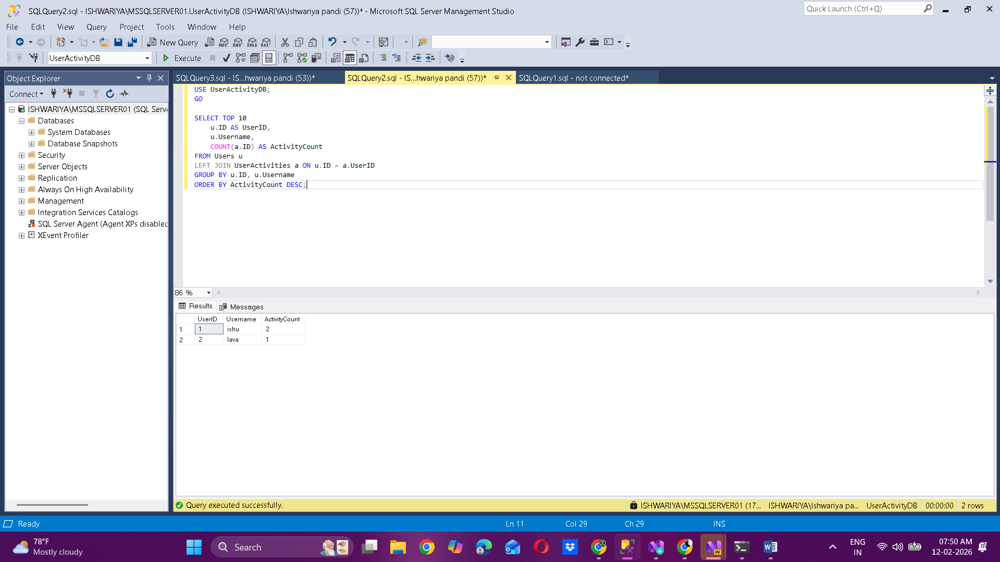 SQLQuery2.sql - ISHWARIYA\MSSQLSERVER01.UserActivityDB (ISHWARIYA\Ishwariya pandi (57))* - Microsoft SQL Server Management Studio
Quick Launch (Ctrl+Q)
File Edit View Query Project Tools Window Help
New Query
MDX DMX XMLA DAX
UserActivityDB
Execute
Object Explorer
Connect
ISHWARIYA\MSSQLSERVER01 (SQL Serv
Databases
System Databases
Database Snapshots
Security
Server Objects
Replication
Always On High Availability
Management
Integration Services Catalogs
SQL Server Agent (Agent XPs disabled
XEvent Profiler
SQLQuery3.sql - IS...hwariya pandi (53))*
SQLQuery2.sql - IS...hwariya pandi (57))*
SQLQuery1.sql - not connected*
USE UserActivityDB;
GO
SELECT TOP 10
u.ID AS UserID,
u.Username,
COUNT(a.ID) AS ActivityCount
FROM Users u
LEFT JOIN UserActivities a ON u.ID = a.UserID
GROUP BY u.ID, u.Username
ORDER BY ActivityCount DESC;
86 %
Results Messages
UserID Username ActivityCount
1 1 ishu 2
2 2 lava 1
Query executed successfully.
ISHWARIYA\MSSQLSERVER01 (17... ISHWARIYA\Ishwariya pa... UserActivityDB 00:00:00 2 rows
Ready
Ln 11 Col 29 Ch 29 INS
78°F
Mostly cloudy
Search
ENG
IN
07:50 AM
12-02-2026